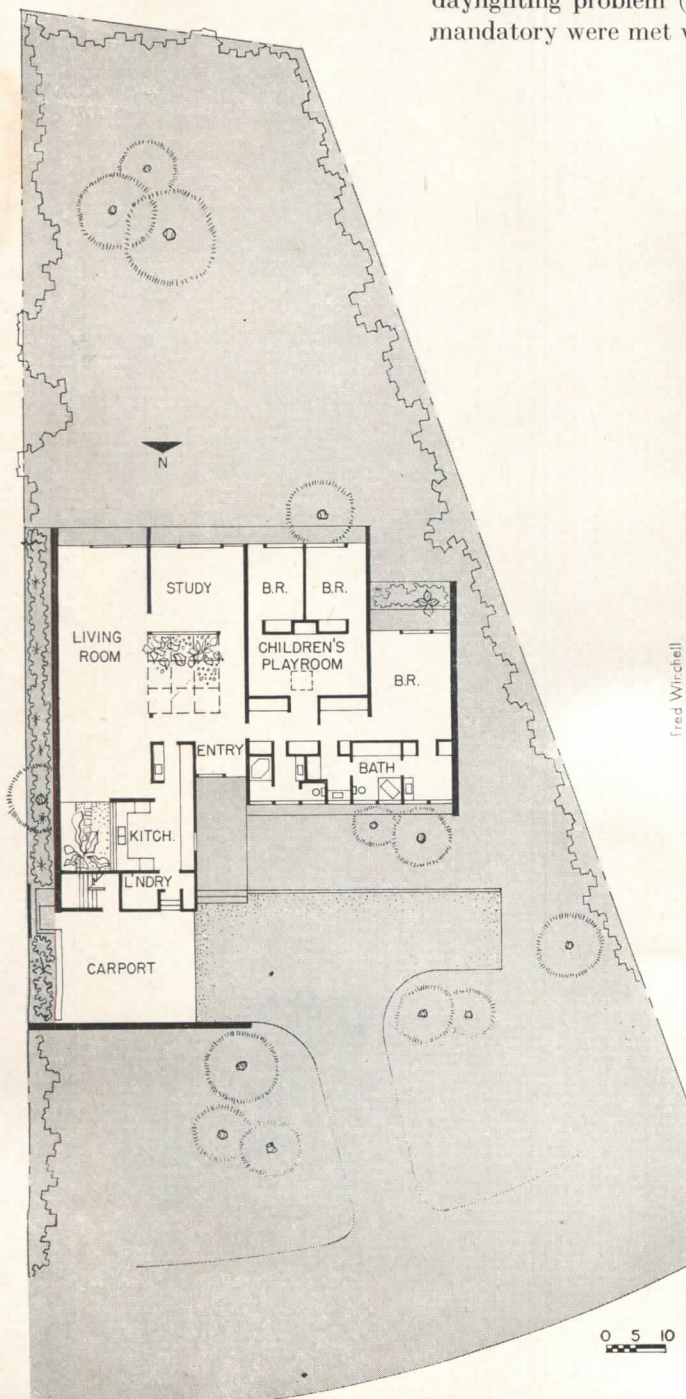 daylighting problem (
mandatory were met v
N
STUDY
B.R.
B.R.
LIVING
ROOM
CHILDREN'S
PLAYROOM
B.R.
ENTRY
BATH
KITCH.
L'NDRY
CARPORT
Fred Winchell
0 5 10